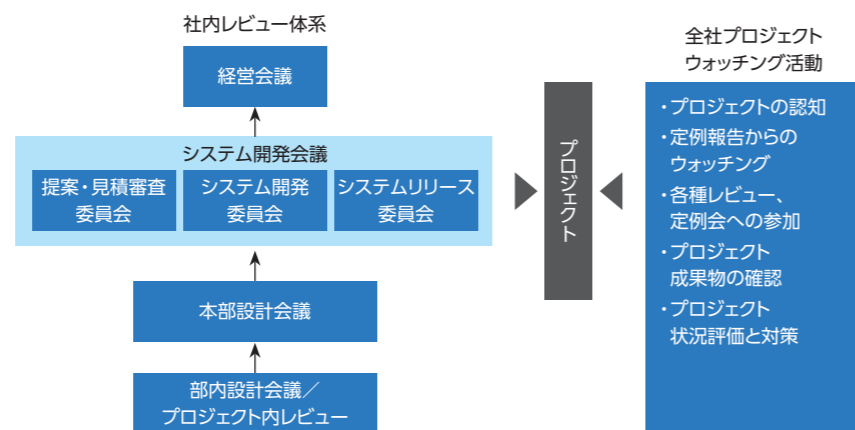 社内レビュー体系
経営会議
システム開発会議
提案・見積審査
委員会
システム開発
委員会
システムリリース
委員会
本部設計会議
部内設計会議／
プロジェクト内レビュー
プロジェクト
全社プロジェクト
ウォッチング活動
・プロジェクトの認知
・定例報告からの
ウォッチング
・各種レビュー、
定例会への参加
・プロジェクト
成果物の確認
・プロジェクト
状況評価と対策